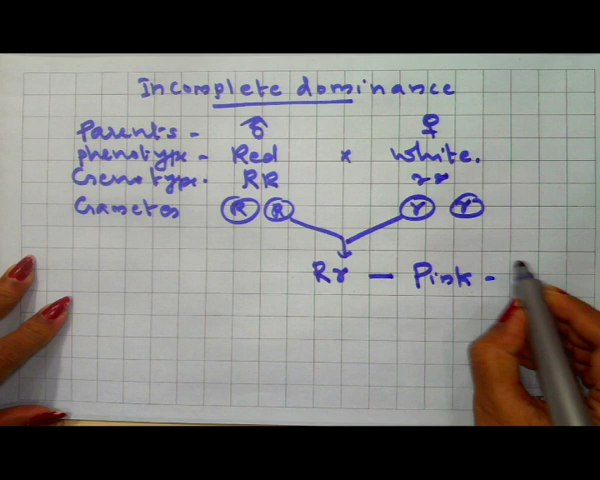 Incomplete dominance
Parents - ♂ ♀
phenotype - Red × White.
Genotype. RR rr
Gametes R R r r
Rr — Pink -